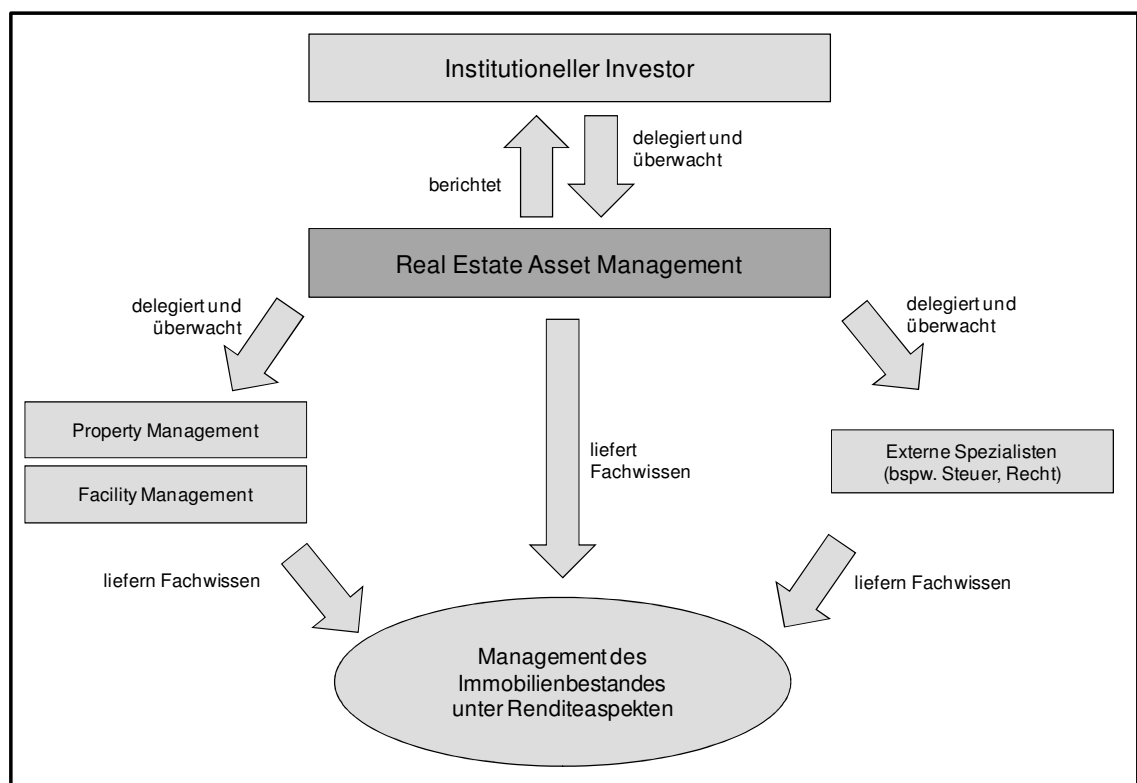 Institutioneller Investor
delegiert und
überwacht
berichtet
Real Estate Asset Management
delegiert und
überwacht
delegiert und
überwacht
Property Management
Facility Management
liefert
Fachwissen
Externe Spezialisten
(bspw. Steuer, Recht)
liefern Fachwissen
liefern Fachwissen
Management des
Immobilienbestandes
unter Renditeaspekten